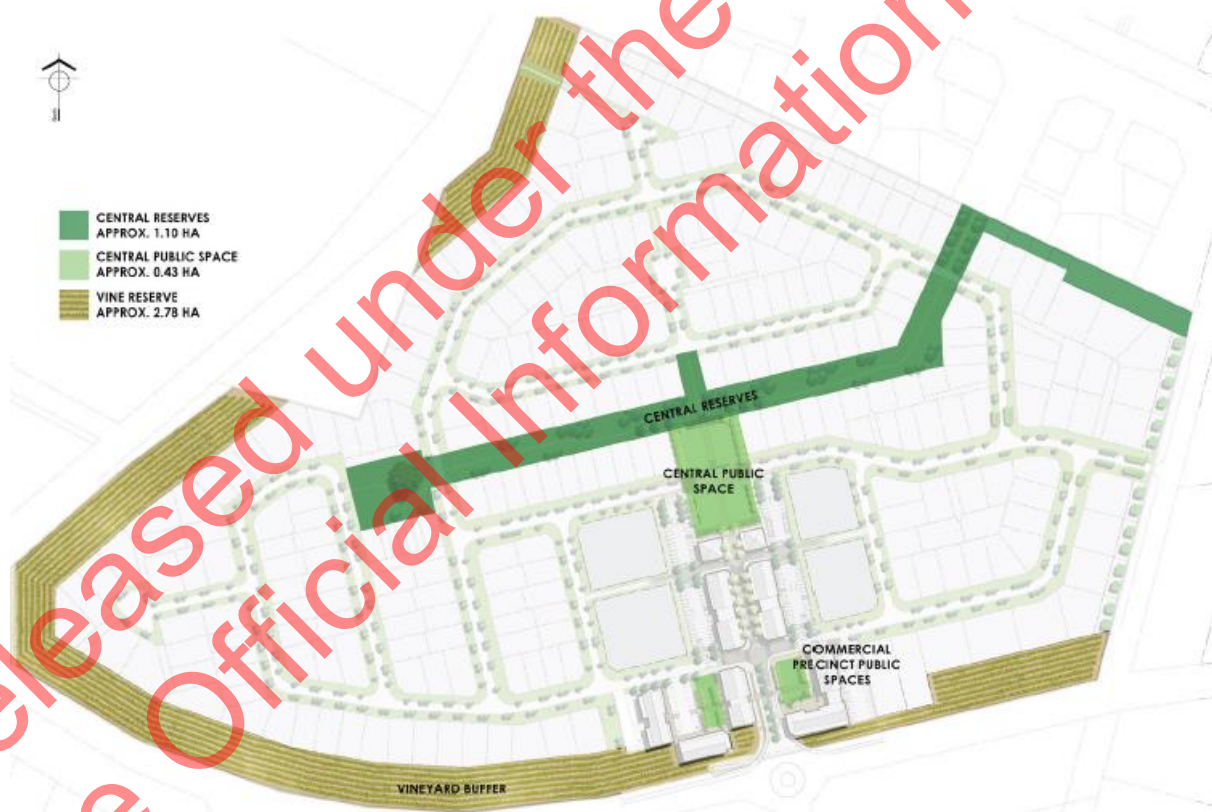 CENTRAL RESERVES
APPROX. 1.10 HA
CENTRAL PUBLIC SPACE
APPROX. 0.43 HA
VINE RESERVE
APPROX. 2.78 HA
CENTRAL RESERVES
CENTRAL PUBLIC
SPACE
COMMERCIAL
PRECINCT PUBLIC
SPACES
VINEYARD BUFFER
eleased under the
Official Information